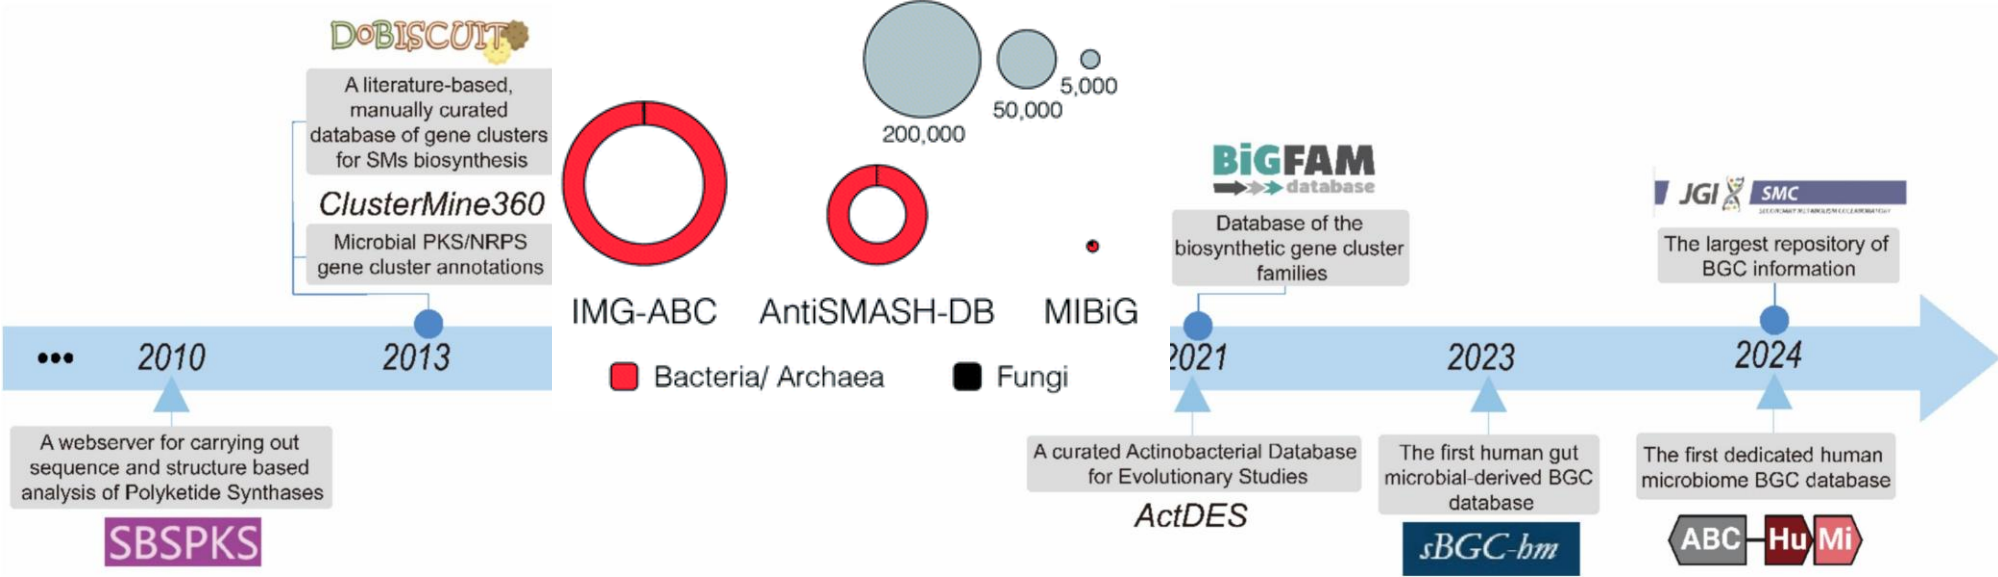 DoBISCUIT
A literature-based,
manually curated
database of gene clusters
for SMs biosynthesis
ClusterMine360
Microbial PKS/NRPS
gene cluster annotations
200,000
50,000
5,000
IMG-ABC
AntiSMASH-DB
MIBiG
Bacteria/ Archaea
Fungi
BiGFAM
database
Database of the
biosynthetic gene cluster
families
JGI
SMC
SECONDARY METABOLISM COLLABORATORY
The largest repository of
BGC information
••• 2010
2013
2021
2023
2024
A webserver for carrying out
sequence and structure based
analysis of Polyketide Synthases
SBSPKS
A curated Actinobacterial Database
for Evolutionary Studies
ActDES
The first human gut
microbial-derived BGC
database
sBGC-hm
The first dedicated human
microbiome BGC database
ABC
Hu
Mi